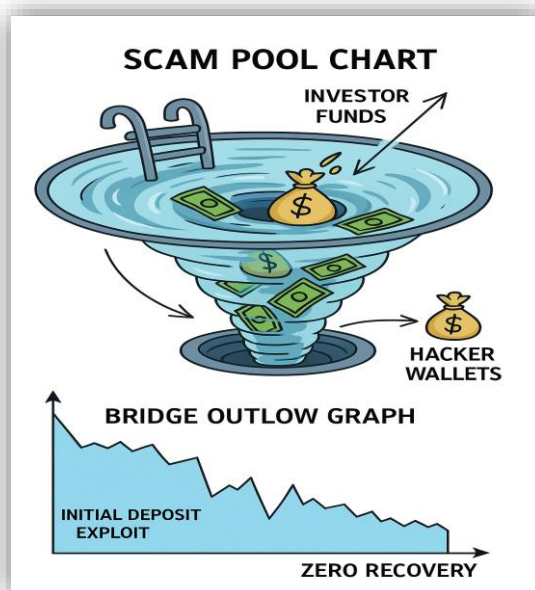 SCAM POOL CHART
INVESTOR
FUNDS
$
$
$
HACKER
WALLETS
BRIDGE OUTLOW GRAPH
INITIAL DEPOSIT
EXPLOIT
ZERO RECOVERY